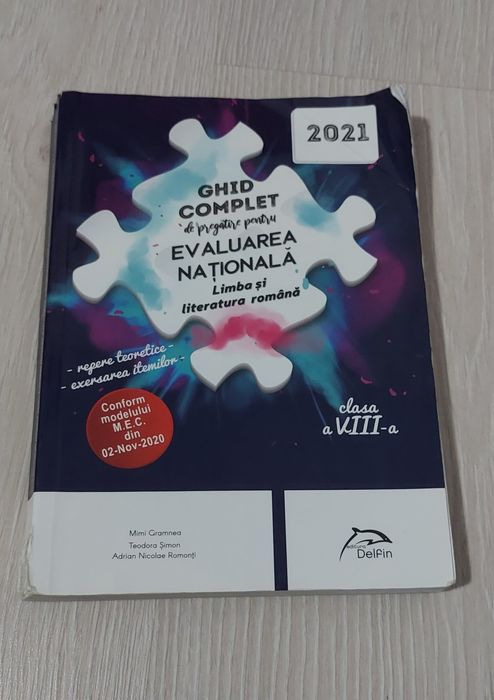 2021
GHID
COMPLET
de pregătire pentru
EVALUAREA
NAȚIONALĂ
Limba și
literatura română
- repere teoretice -
- exersarea itemilor -
Conform
modelului
M.E.C.
din
02-Nov-2020
clasa
a VIII-a
Mimi Gramnea
Teodora Șimon
Adrian Nicolae Romonți
editura
Delfin